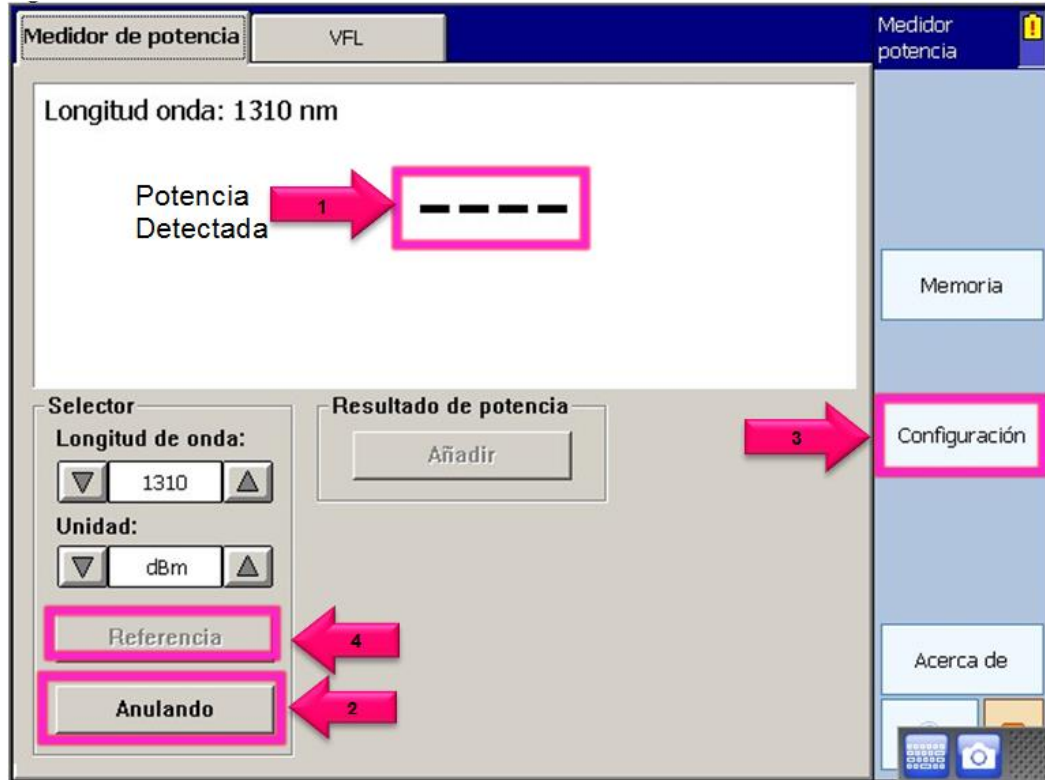 Medidor de potencia
VFL
Medidor
potencia
Longitud onda: 1310 nm
Potencia
Detectada
1
Memoria
Selector
Longitud de onda:
1310
Unidad:
dBm
Referencia
4
Anulando
2
Resultado de potencia
Añadir
3
Configuración
Acerca de